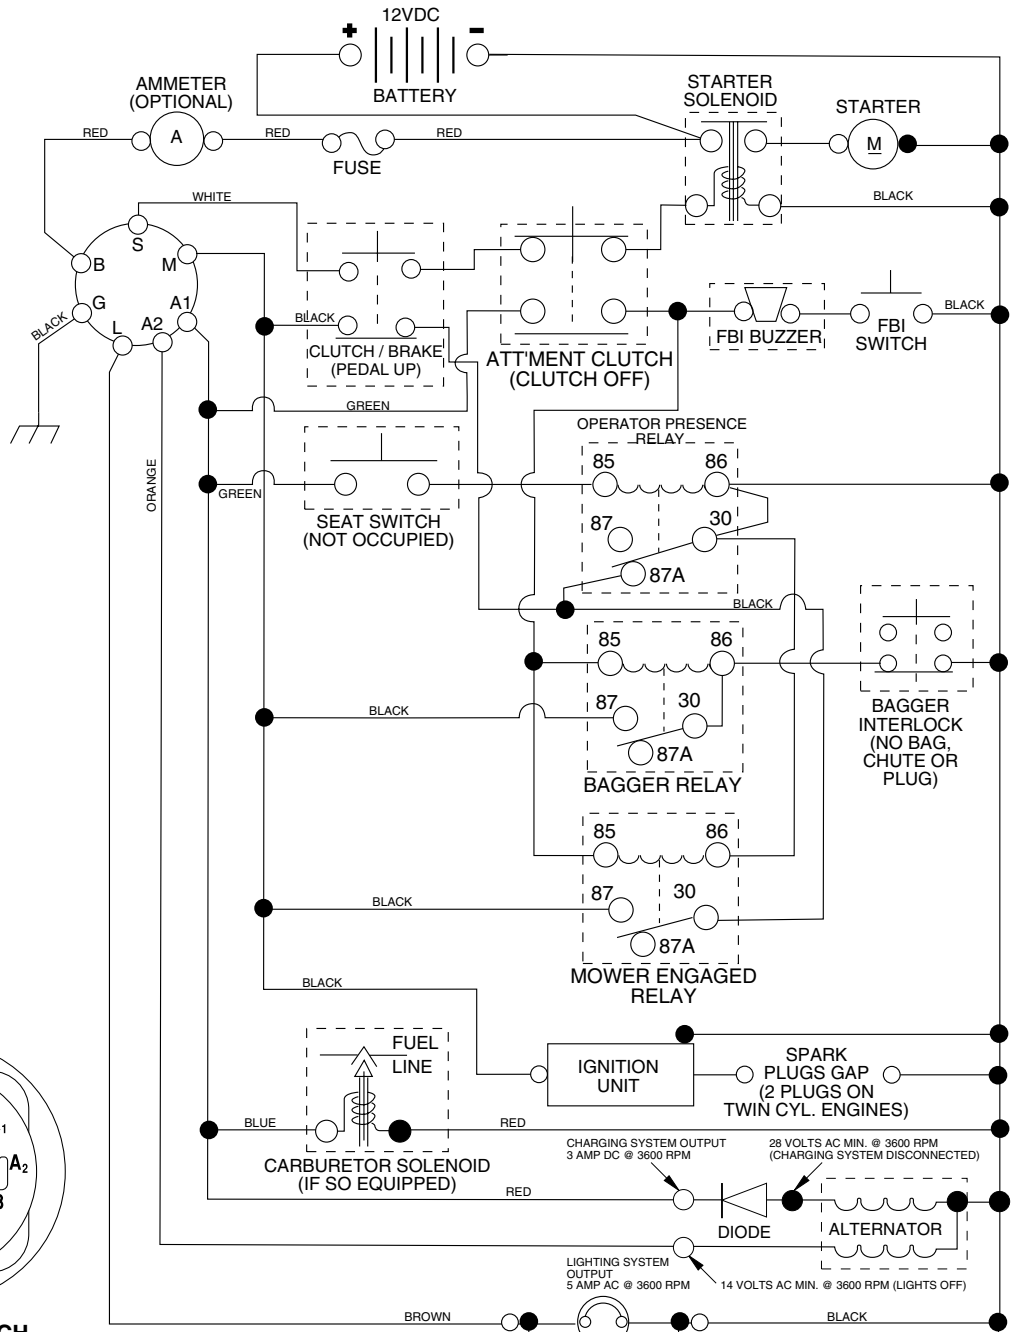 12VDC
+
-
BATTERY
AMMETER
(OPTIONAL)
STARTER
SOLENOID
STARTER
RED
A
RED
RED
FUSE
M
WHITE
BLACK
S
B
M
G
A1
L
A2
BLACK
BLACK
CLUTCH / BRAKE
(PEDAL UP)
ATT'MENT CLUTCH
(CLUTCH OFF)
FBI BUZZER
FBI
SWITCH
BLACK
GREEN
OPERATOR PRESENCE
RELAY
ORANGE
GREEN
SEAT SWITCH
(NOT OCCUPIED)
85
86
87
30
87A
BLACK
85
86
87
30
87A
BLACK
BAGGER RELAY
BAGGER
INTERLOCK
(NO BAG,
CHUTE OR
PLUG)
85
86
87
30
87A
BLACK
MOWER ENGAGED
RELAY
BLACK
FUEL
LINE
IGNITION
UNIT
SPARK
PLUGS GAP
(2 PLUGS ON
TWIN CYL. ENGINES)
BLUE
RED
CARBURETOR SOLENOID
(IF SO EQUIPPED)
CHARGING SYSTEM OUTPUT
3 AMP DC @ 3600 RPM
28 VOLTS AC MIN. @ 3600 RPM
(CHARGING SYSTEM DISCONNECTED)
RED
DIODE
ALTERNATOR
LIGHTING SYSTEM
OUTPUT
5 AMP AC @ 3600 RPM
14 VOLTS AC MIN. @ 3600 RPM (LIGHTS OFF)
BROWN
BLACK
A2